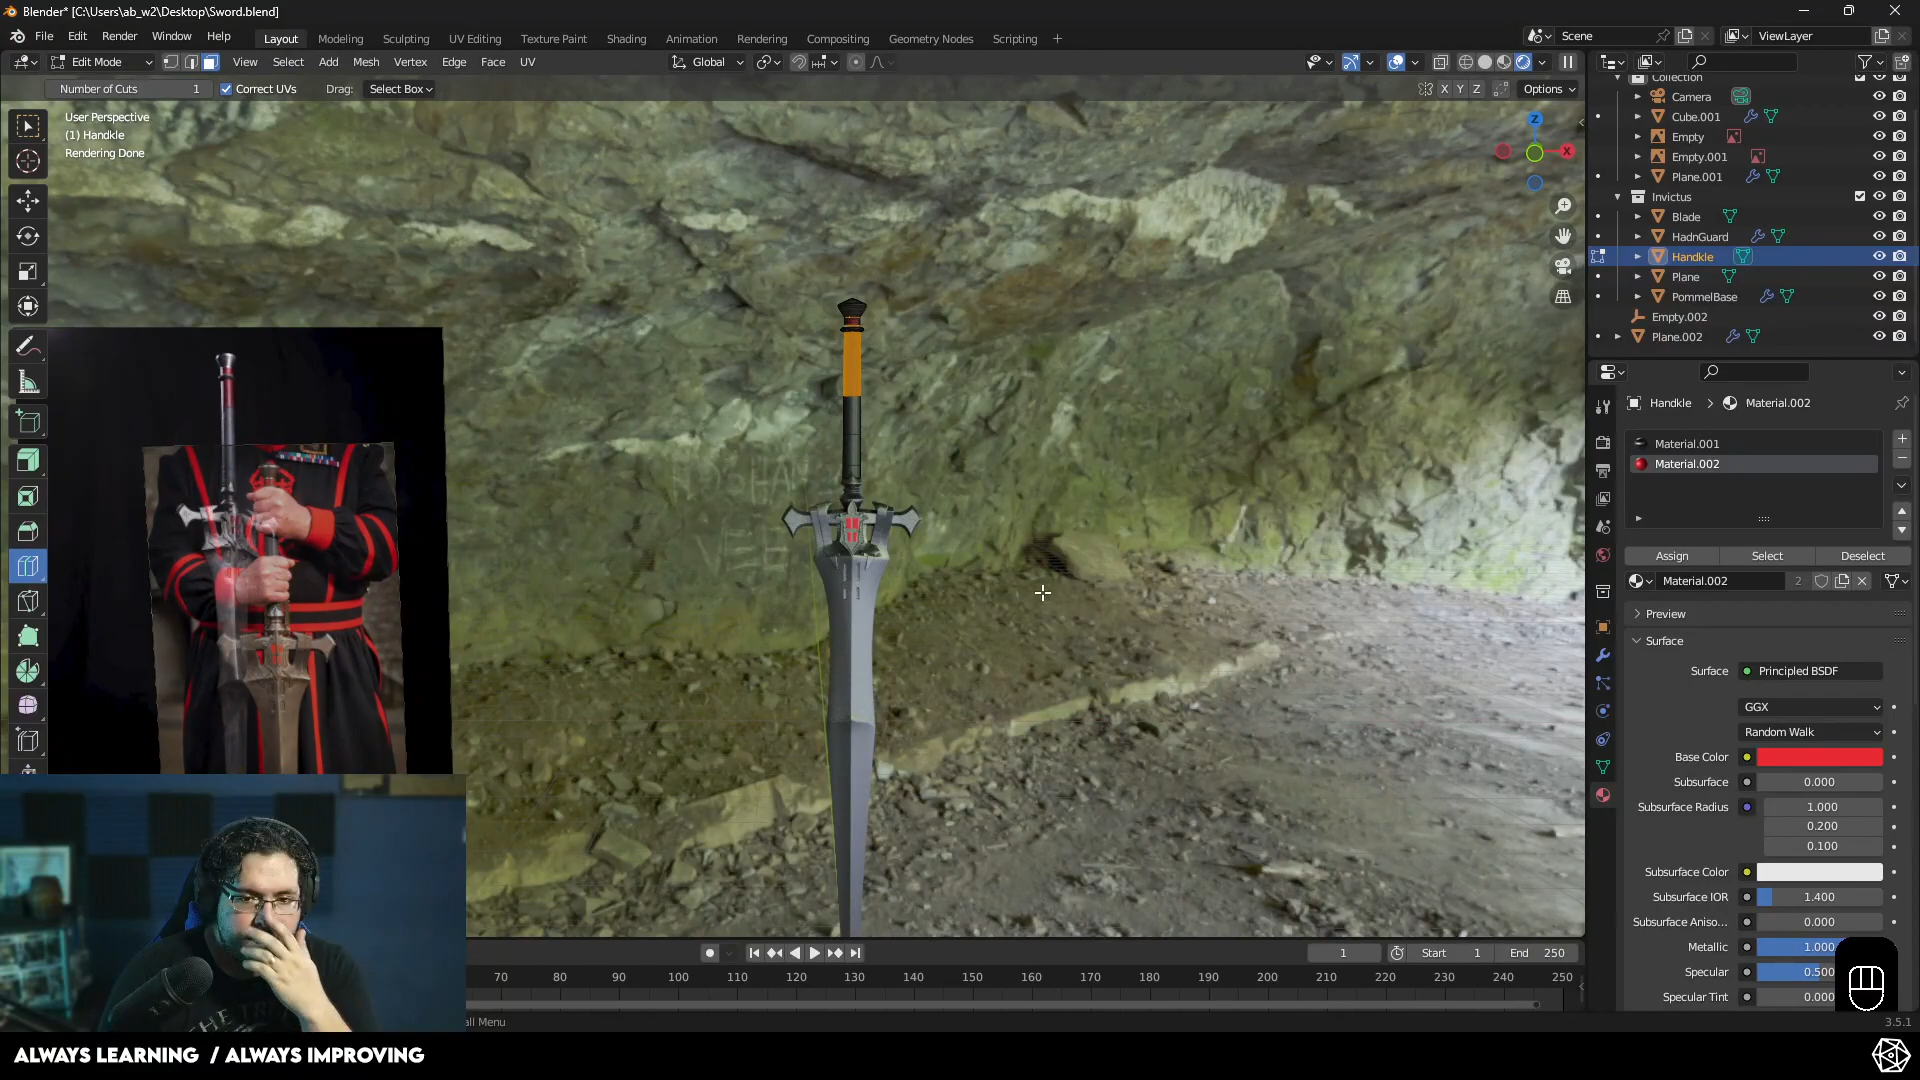 Blender* [C:\Users\ab_w2\Desktop\Sword.blend]
File Edit Render Window Help
Layout Modeling Sculpting UV Editing Texture Paint Shading Animation Rendering Compositing Geometry Nodes Scripting +
Scene
ViewLayer
Edit Mode
View Select Add Mesh Vertex Edge Face UV
Global
Number of Cuts 1
Correct UVs
Drag: Select Box
X Y Z
Options
User Perspective
(1) Handkle
Rendering Done
Z
X
Collection
Camera
Cube.001
Empty
Empty.001
Plane.001
Invictus
Blade
HadnGuard
Handkle
Plane
PommelBase
Empty.002
Plane.002
Handkle > Material.002
Material.001
Material.002
Assign Select Deselect
Material.002 2
Preview
Surface
Surface Principled BSDF
GGX
Random Walk
Base Color
Subsurface 0.000
Subsurface Radius 1.000
0.200
0.100
Subsurface Color
Subsurface IOR 1.400
Subsurface Aniso... 0.000
Metallic 1.000
Specular 0.500
Specular Tint 0.000
1
Start 1
End 250
70 80 90 100 110 120 130 140 150 160 170 180 190 200 210 220 230 240 250
all Menu
3.5.1
ALWAYS LEARNING / ALWAYS IMPROVING